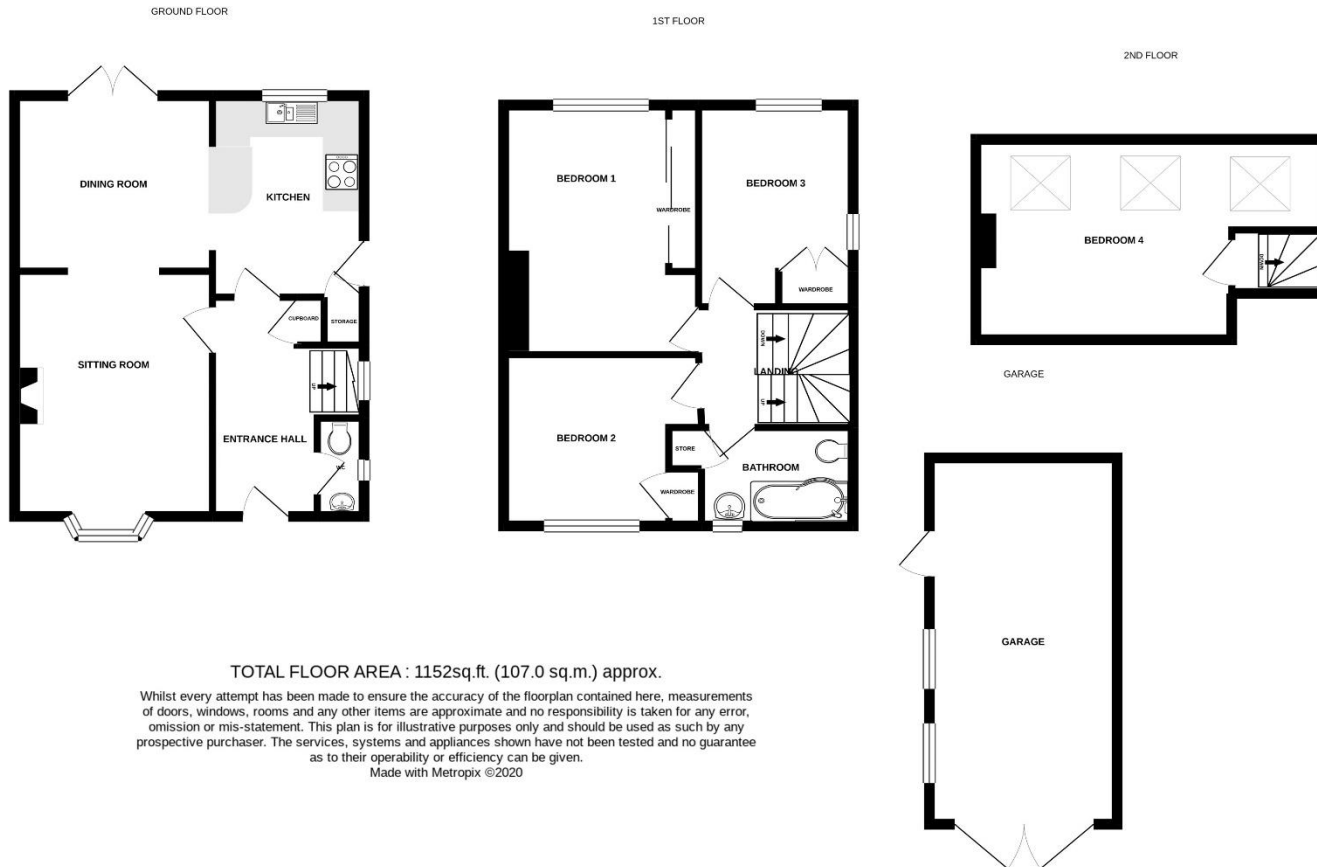 GROUND FLOOR
1ST FLOOR
2ND FLOOR
DINING ROOM
KITCHEN
CUPBOARD
STORAGE
SITTING ROOM
UP
ENTRANCE HALL
WC
BEDROOM 1
WARDROBE
BEDROOM 3
WARDROBE
DOWN
LANDING
UP
BEDROOM 2
STORE
BATHROOM
WARDROBE
BEDROOM 4
DOWN
GARAGE
GARAGE
TOTAL FLOOR AREA : 1152sq.ft. (107.0 sq.m.) approx.
Whilst every attempt has been made to ensure the accuracy of the floorplan contained here, measurements
of doors, windows, rooms and any other items are approximate and no responsibility is taken for any error,
omission or mis-statement. This plan is for illustrative purposes only and should be used as such by any
prospective purchaser. The services, systems and appliances shown have not been tested and no guarantee
as to their operability or efficiency can be given.
Made with Metropix ©2020